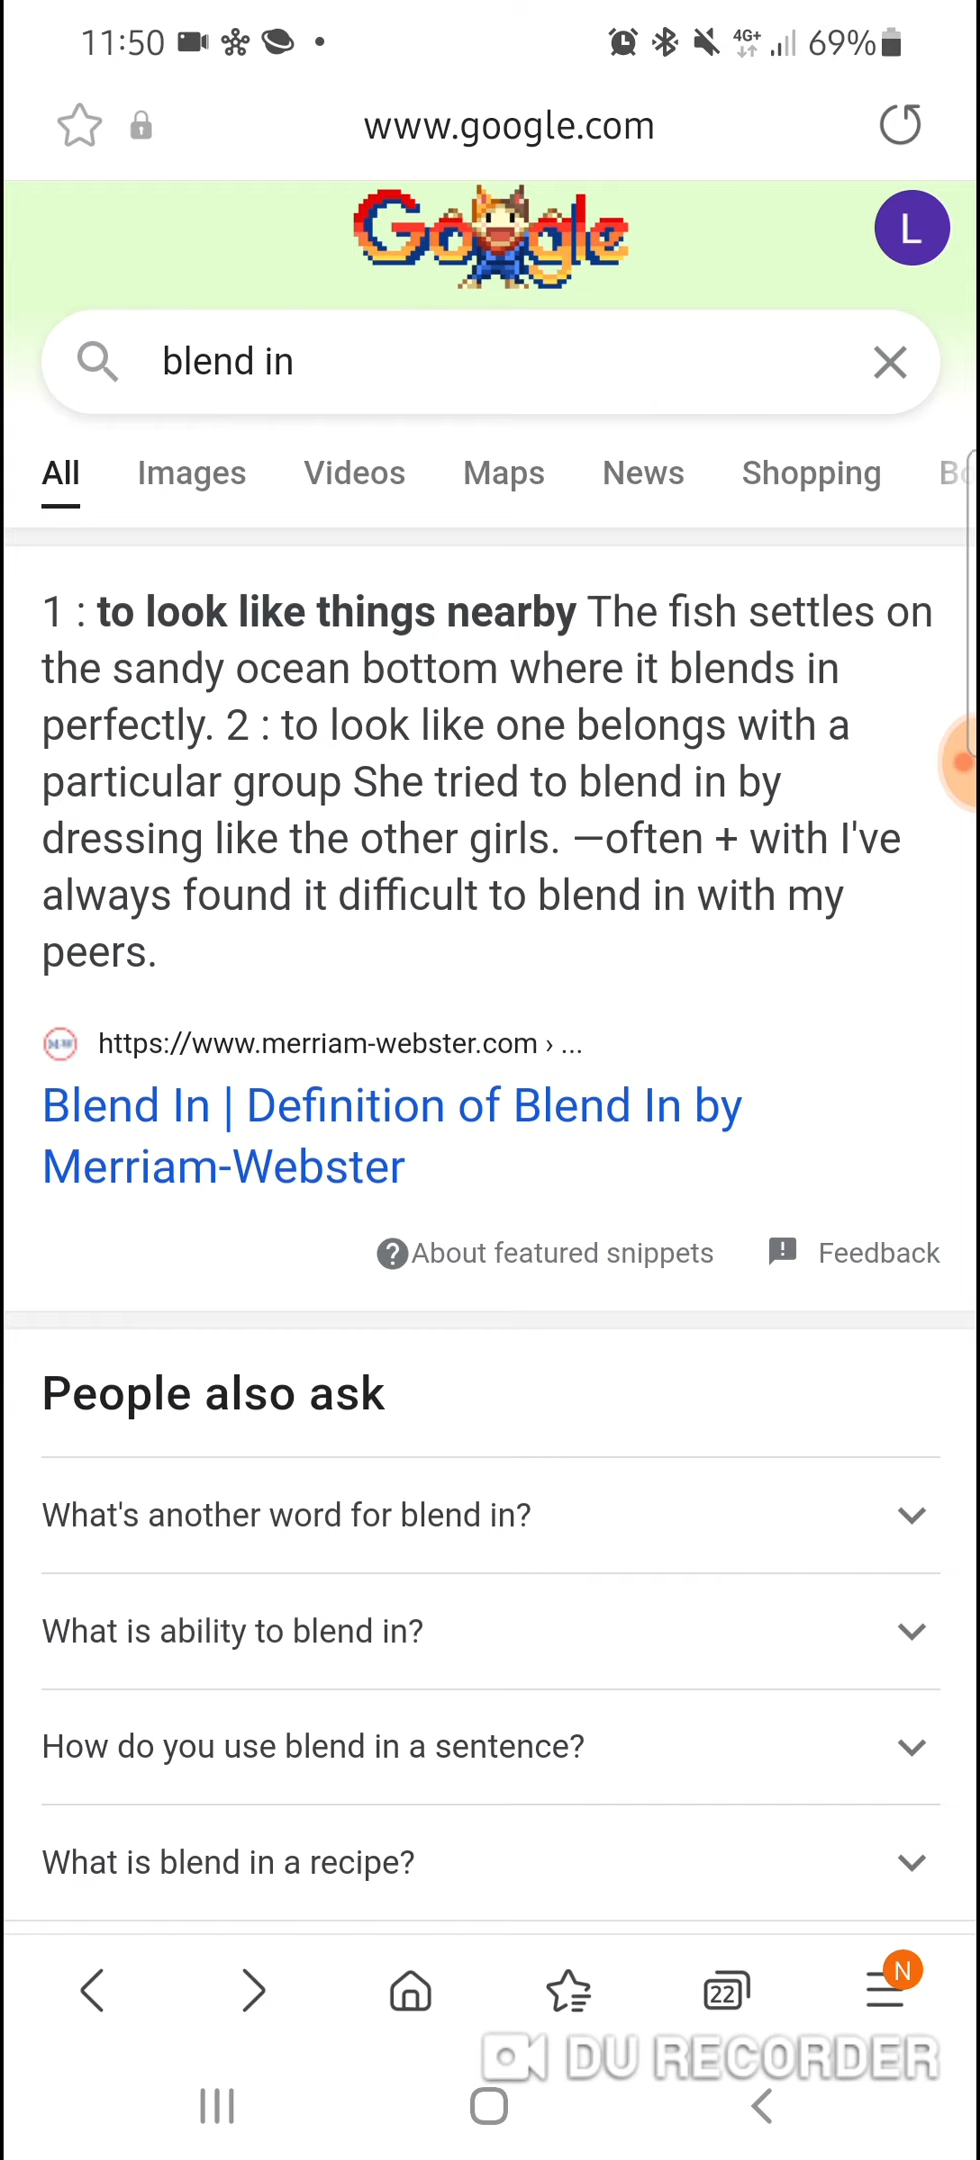 11:50
4G+
69%
www.google.com
Google
L
blend in
All Images Videos Maps News Shopping
1 : to look like things nearby The fish settles on
the sandy ocean bottom where it blends in
perfectly. 2 : to look like one belongs with a
particular group She tried to blend in by
dressing like the other girls. —often + with I've
always found it difficult to blend in with my
peers.
https://www.merriam-webster.com › ...
Blend In | Definition of Blend In by
Merriam-Webster
About featured snippets
Feedback
People also ask
What's another word for blend in?
What is ability to blend in?
How do you use blend in a sentence?
What is blend in a recipe?
22
N
DU RECORDER